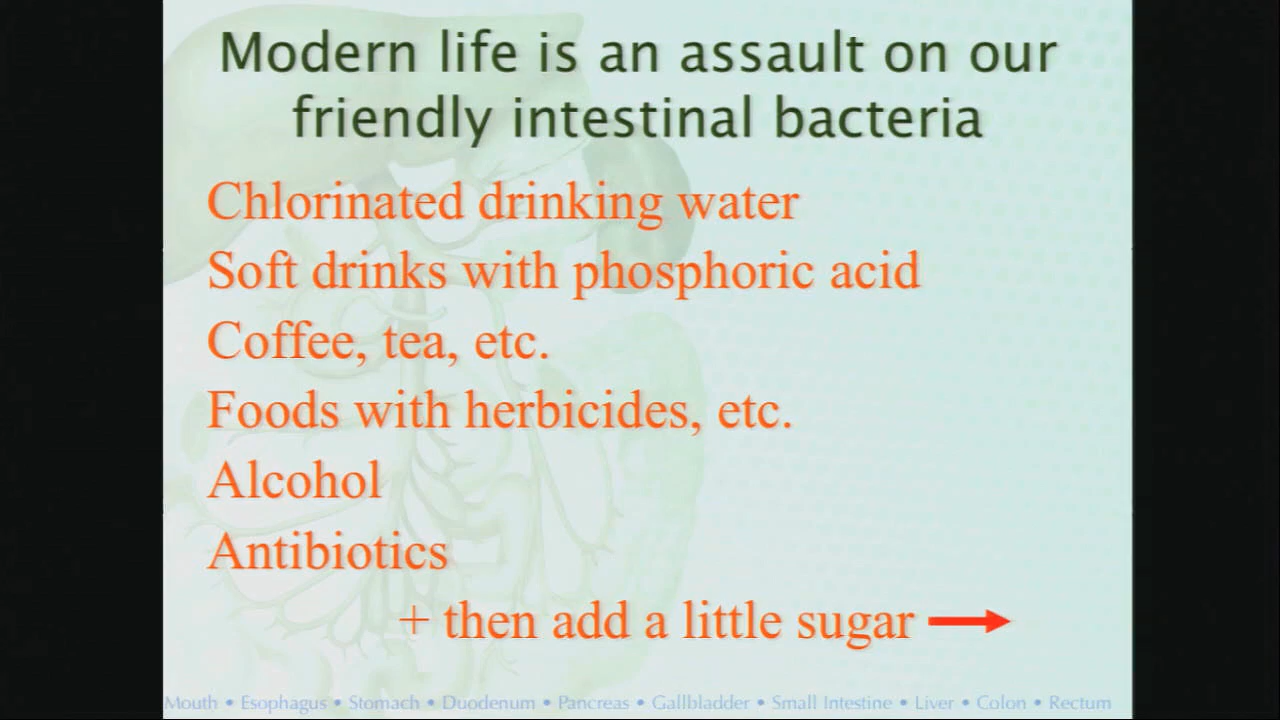 Modern life is an assault on our
friendly intestinal bacteria
Chlorinated drinking water
Soft drinks with phosphoric acid
Coffee, tea, etc.
Foods with herbicides, etc.
Alcohol
Antibiotics
+ then add a little sugar
Mouth • Esophagus • Stomach • Duodenum • Pancreas • Gallbladder • Small Intestine • Liver • Colon • Rectum